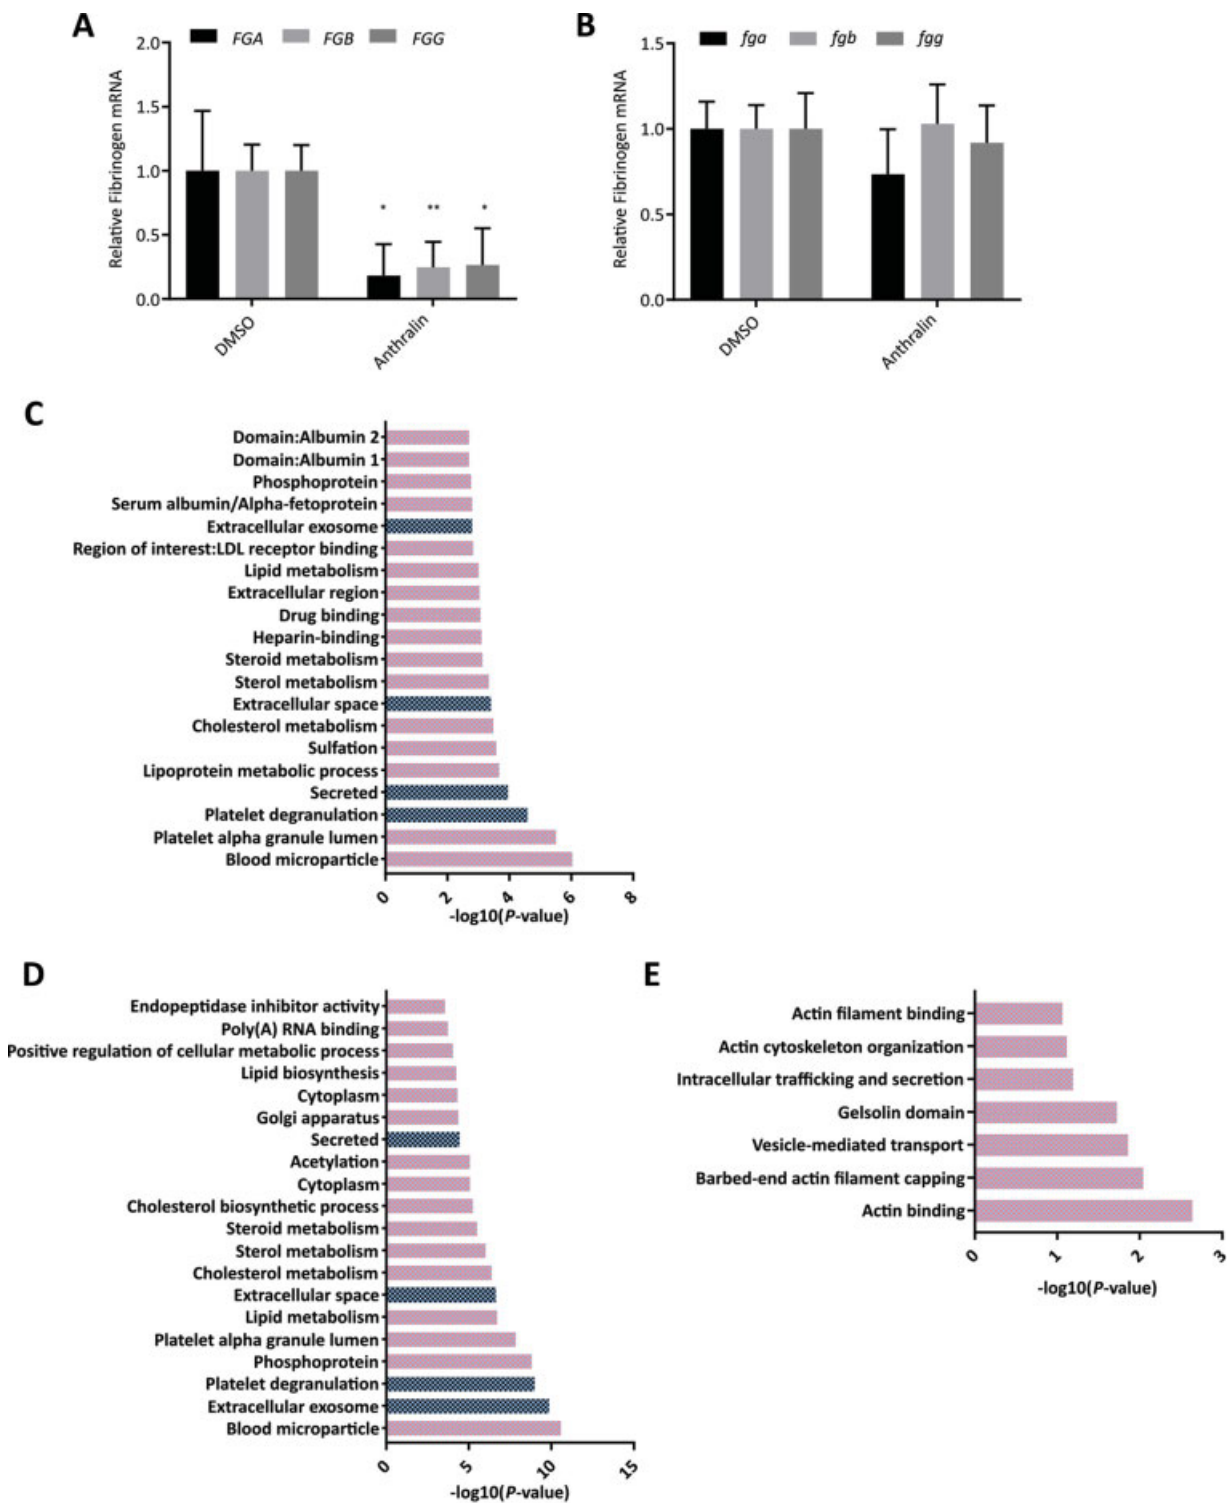 A
FGA FGB FGG
Relative Fibrinogen mRNA
2.0
1.5
1.0
0.5
0.0
* ** *
DMSO
Anthralin
B
fga fgb fgg
Relative Fibrinogen mRNA
1.5
1.0
0.5
0.0
DMSO
Anthralin
C
Domain:Albumin 2
Domain:Albumin 1
Phosphoprotein
Serum albumin/Alpha-fetoprotein
Extracellular exosome
Region of interest:LDL receptor binding
Lipid metabolism
Extracellular region
Drug binding
Heparin-binding
Steroid metabolism
Sterol metabolism
Extracellular space
Cholesterol metabolism
Sulfation
Lipoprotein metabolic process
Secreted
Platelet degranulation
Platelet alpha granule lumen
Blood microparticle
0 2 4 6 8
-log10(P-value)
D
Endopeptidase inhibitor activity
Poly(A) RNA binding
Positive regulation of cellular metabolic process
Lipid biosynthesis
Cytoplasm
Golgi apparatus
Secreted
Acetylation
Cytoplasm
Cholesterol biosynthetic process
Steroid metabolism
Sterol metabolism
Cholesterol metabolism
Extracellular space
Lipid metabolism
Platelet alpha granule lumen
Phosphoprotein
Platelet degranulation
Extracellular exosome
Blood microparticle
0 5 10 15
-log10(P-value)
E
Actin filament binding
Actin cytoskeleton organization
Intracellular trafficking and secretion
Gelsolin domain
Vesicle-mediated transport
Barbed-end actin filament capping
Actin binding
0 1 2 3
-log10(P-value)